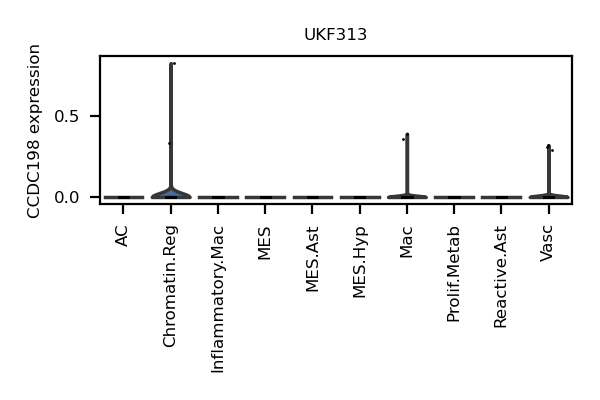 UKF313
CCDC198 expression
0.5
0.0
AC
Chromatin.Reg
Inflammatory.Mac
MES
MES.Ast
MES.Hyp
Mac
Prolif.Metab
Reactive.Ast
Vasc